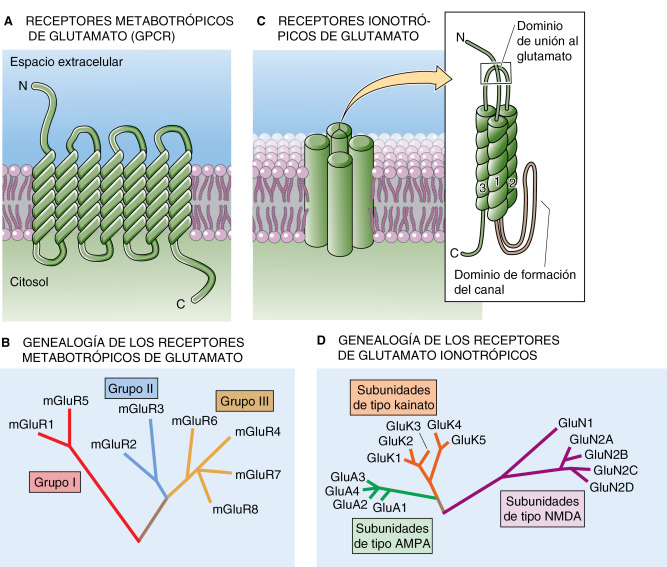 A RECEPTORES METABOTRÓPICOS
DE GLUTAMATO (GPCR)
Espacio extracelular
N
Citosol
C
C RECEPTORES IONOTRÓ-
PICOS DE GLUTAMATO
N
Dominio
de unión al
glutamato
3 1 2
C
Dominio de formación
del canal
B GENEALOGÍA DE LOS RECEPTORES
METABOTRÓPICOS DE GLUTAMATO
Grupo II
Grupo III
mGluR5
mGluR3
mGluR1
mGluR6
mGluR4
mGluR2
Grupo I
mGluR7
mGluR8
D GENEALOGÍA DE LOS RECEPTORES
DE GLUTAMATO IONOTRÓPICOS
Subunidades
de tipo kainato
GluK3
GluK4
GluK2
GluK5
GluK1
GluN1
GluN2A
GluN2B
GluN2C
GluN2D
GluA3
GluA4
GluA2
GluA1
Subunidades
de tipo AMPA
Subunidades
de tipo NMDA